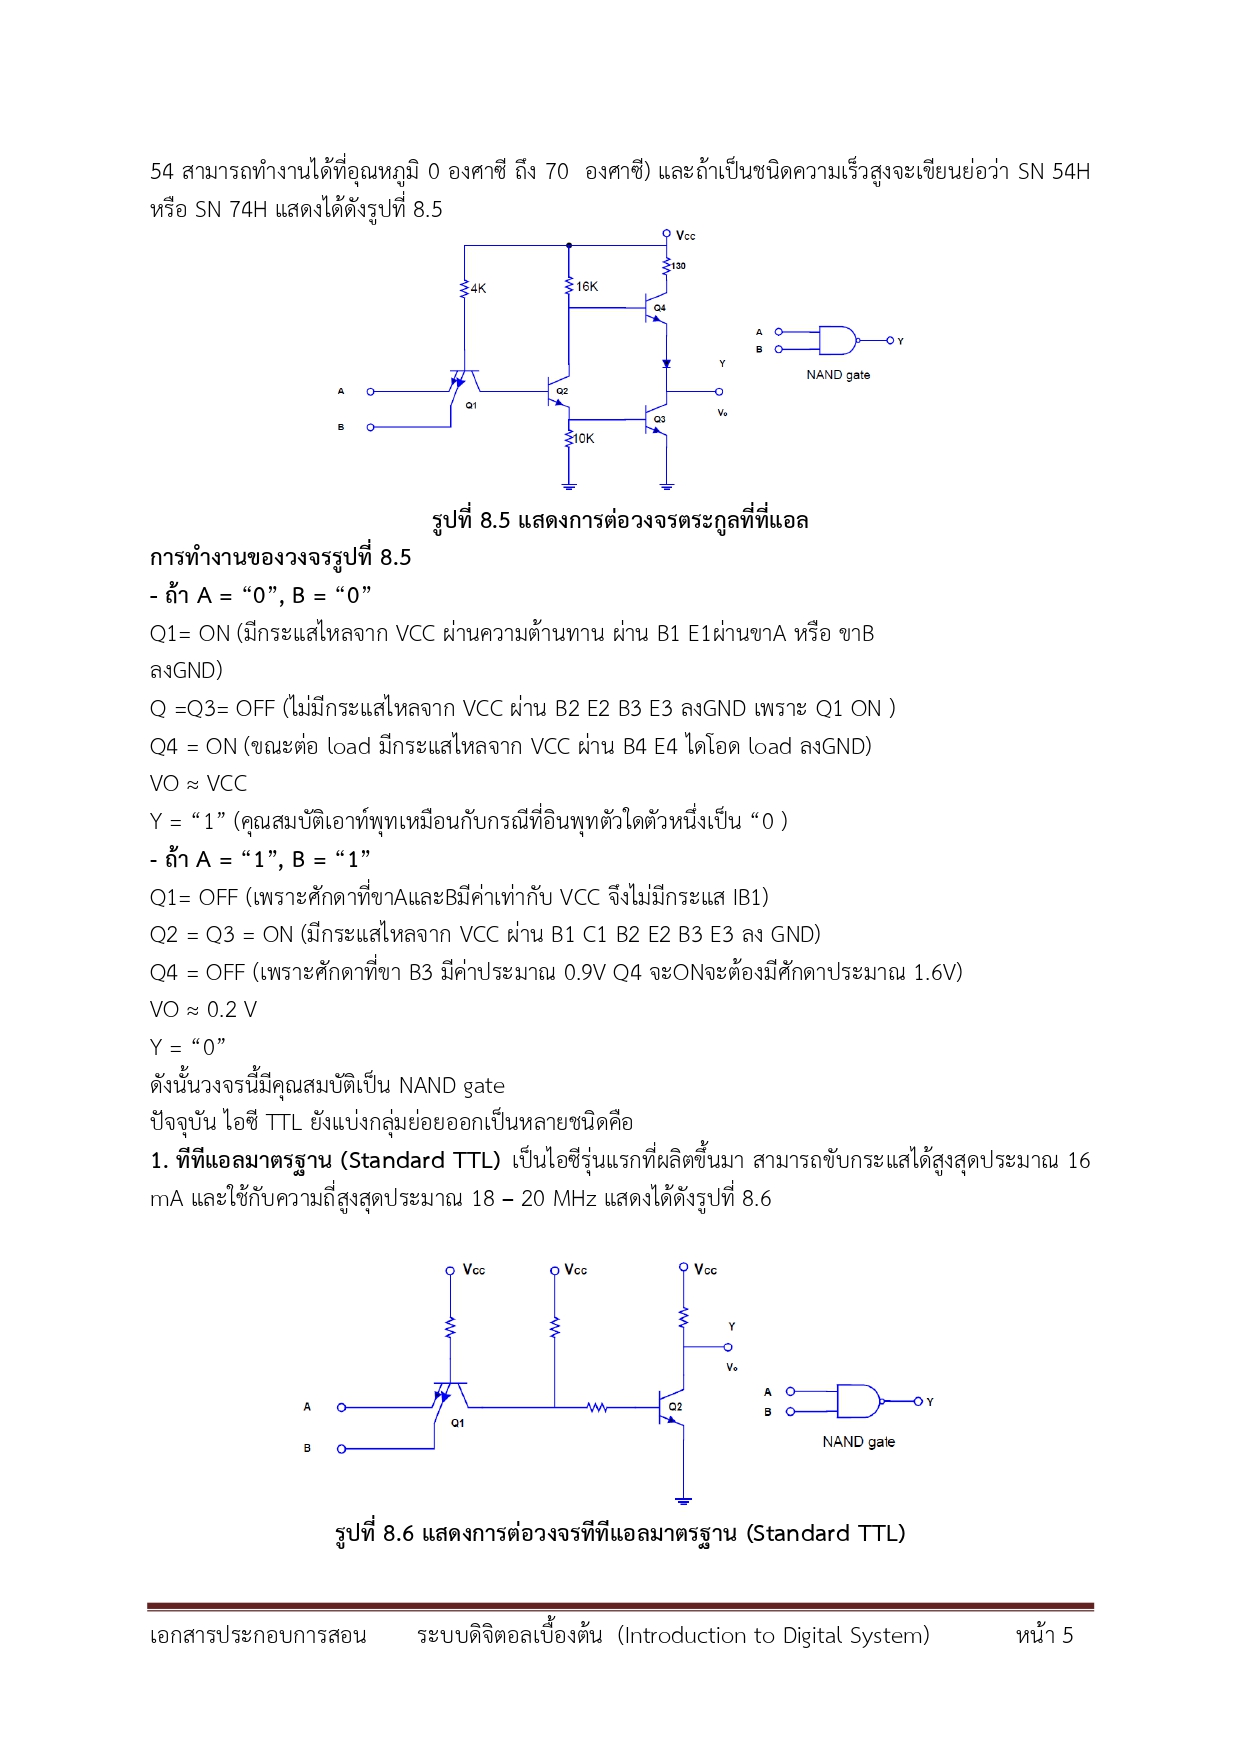 54 สามารถทำงานได้ที่อุณหภูมิ 0 องศาซี ถึง 70 องศาซี) และถ้าเป็นชนิดความเร็วสูงจะเขียนย่อว่า SN 54H
หรือ SN 74H แสดงได้ดังรูปที่ 8.5
Vcc
130
4K
16K
Q4
A
Y
B
NAND gate
Y
A
Q2
Q1
Vo
Q3
B
10K
รูปที่ 8.5 แสดงการต่อวงจรตระกูลที่ที่แอล
การทำงานของวงจรรูปที่ 8.5
- ถ้า A = “0”, B = “0”
Q1= ON (มีกระแสไหลจาก VCC ผ่านความต้านทาน ผ่าน B1 E1ผ่านขาA หรือ ขาB
ลงGND)
Q =Q3= OFF (ไม่มีกระแสไหลจาก VCC ผ่าน B2 E2 B3 E3 ลงGND เพราะ Q1 ON )
Q4 = ON (ขณะต่อ load มีกระแสไหลจาก VCC ผ่าน B4 E4 ไดโอด load ลงGND)
VO ≈ VCC
Y = “1” (คุณสมบัติเอาท์พุทเหมือนกับกรณีที่อินพุทตัวใดตัวหนึ่งเป็น “0 )
- ถ้า A = “1”, B = “1”
Q1= OFF (เพราะศักดาที่ขาAและBมีค่าเท่ากับ VCC จึงไม่มีกระแส IB1)
Q2 = Q3 = ON (มีกระแสไหลจาก VCC ผ่าน B1 C1 B2 E2 B3 E3 ลง GND)
Q4 = OFF (เพราะศักดาที่ขา B3 มีค่าประมาณ 0.9V Q4 จะONจะต้องมีศักดาประมาณ 1.6V)
VO ≈ 0.2 V
Y = “0”
ดังนั้นวงจรนี้มีคุณสมบัติเป็น NAND gate
ปัจจุบัน ไอซี TTL ยังแบ่งกลุ่มย่อยออกเป็นหลายชนิดคือ
1. ทีทีแอลมาตรฐาน (Standard TTL) เป็นไอซีรุ่นแรกที่ผลิตขึ้นมา สามารถขับกระแสได้สูงสุดประมาณ 16
mA และใช้กับความถี่สูงสุดประมาณ 18 – 20 MHz แสดงได้ดังรูปที่ 8.6
Vcc Vcc Vcc
Y
Vo
A
B
Y
NAND gate
A
Q2
Q1
B
รูปที่ 8.6 แสดงการต่อวงจรทีทีแอลมาตรฐาน (Standard TTL)
เอกสารประกอบการสอน ระบบดิจิตอลเบื้องต้น (Introduction to Digital System) หน้า 5